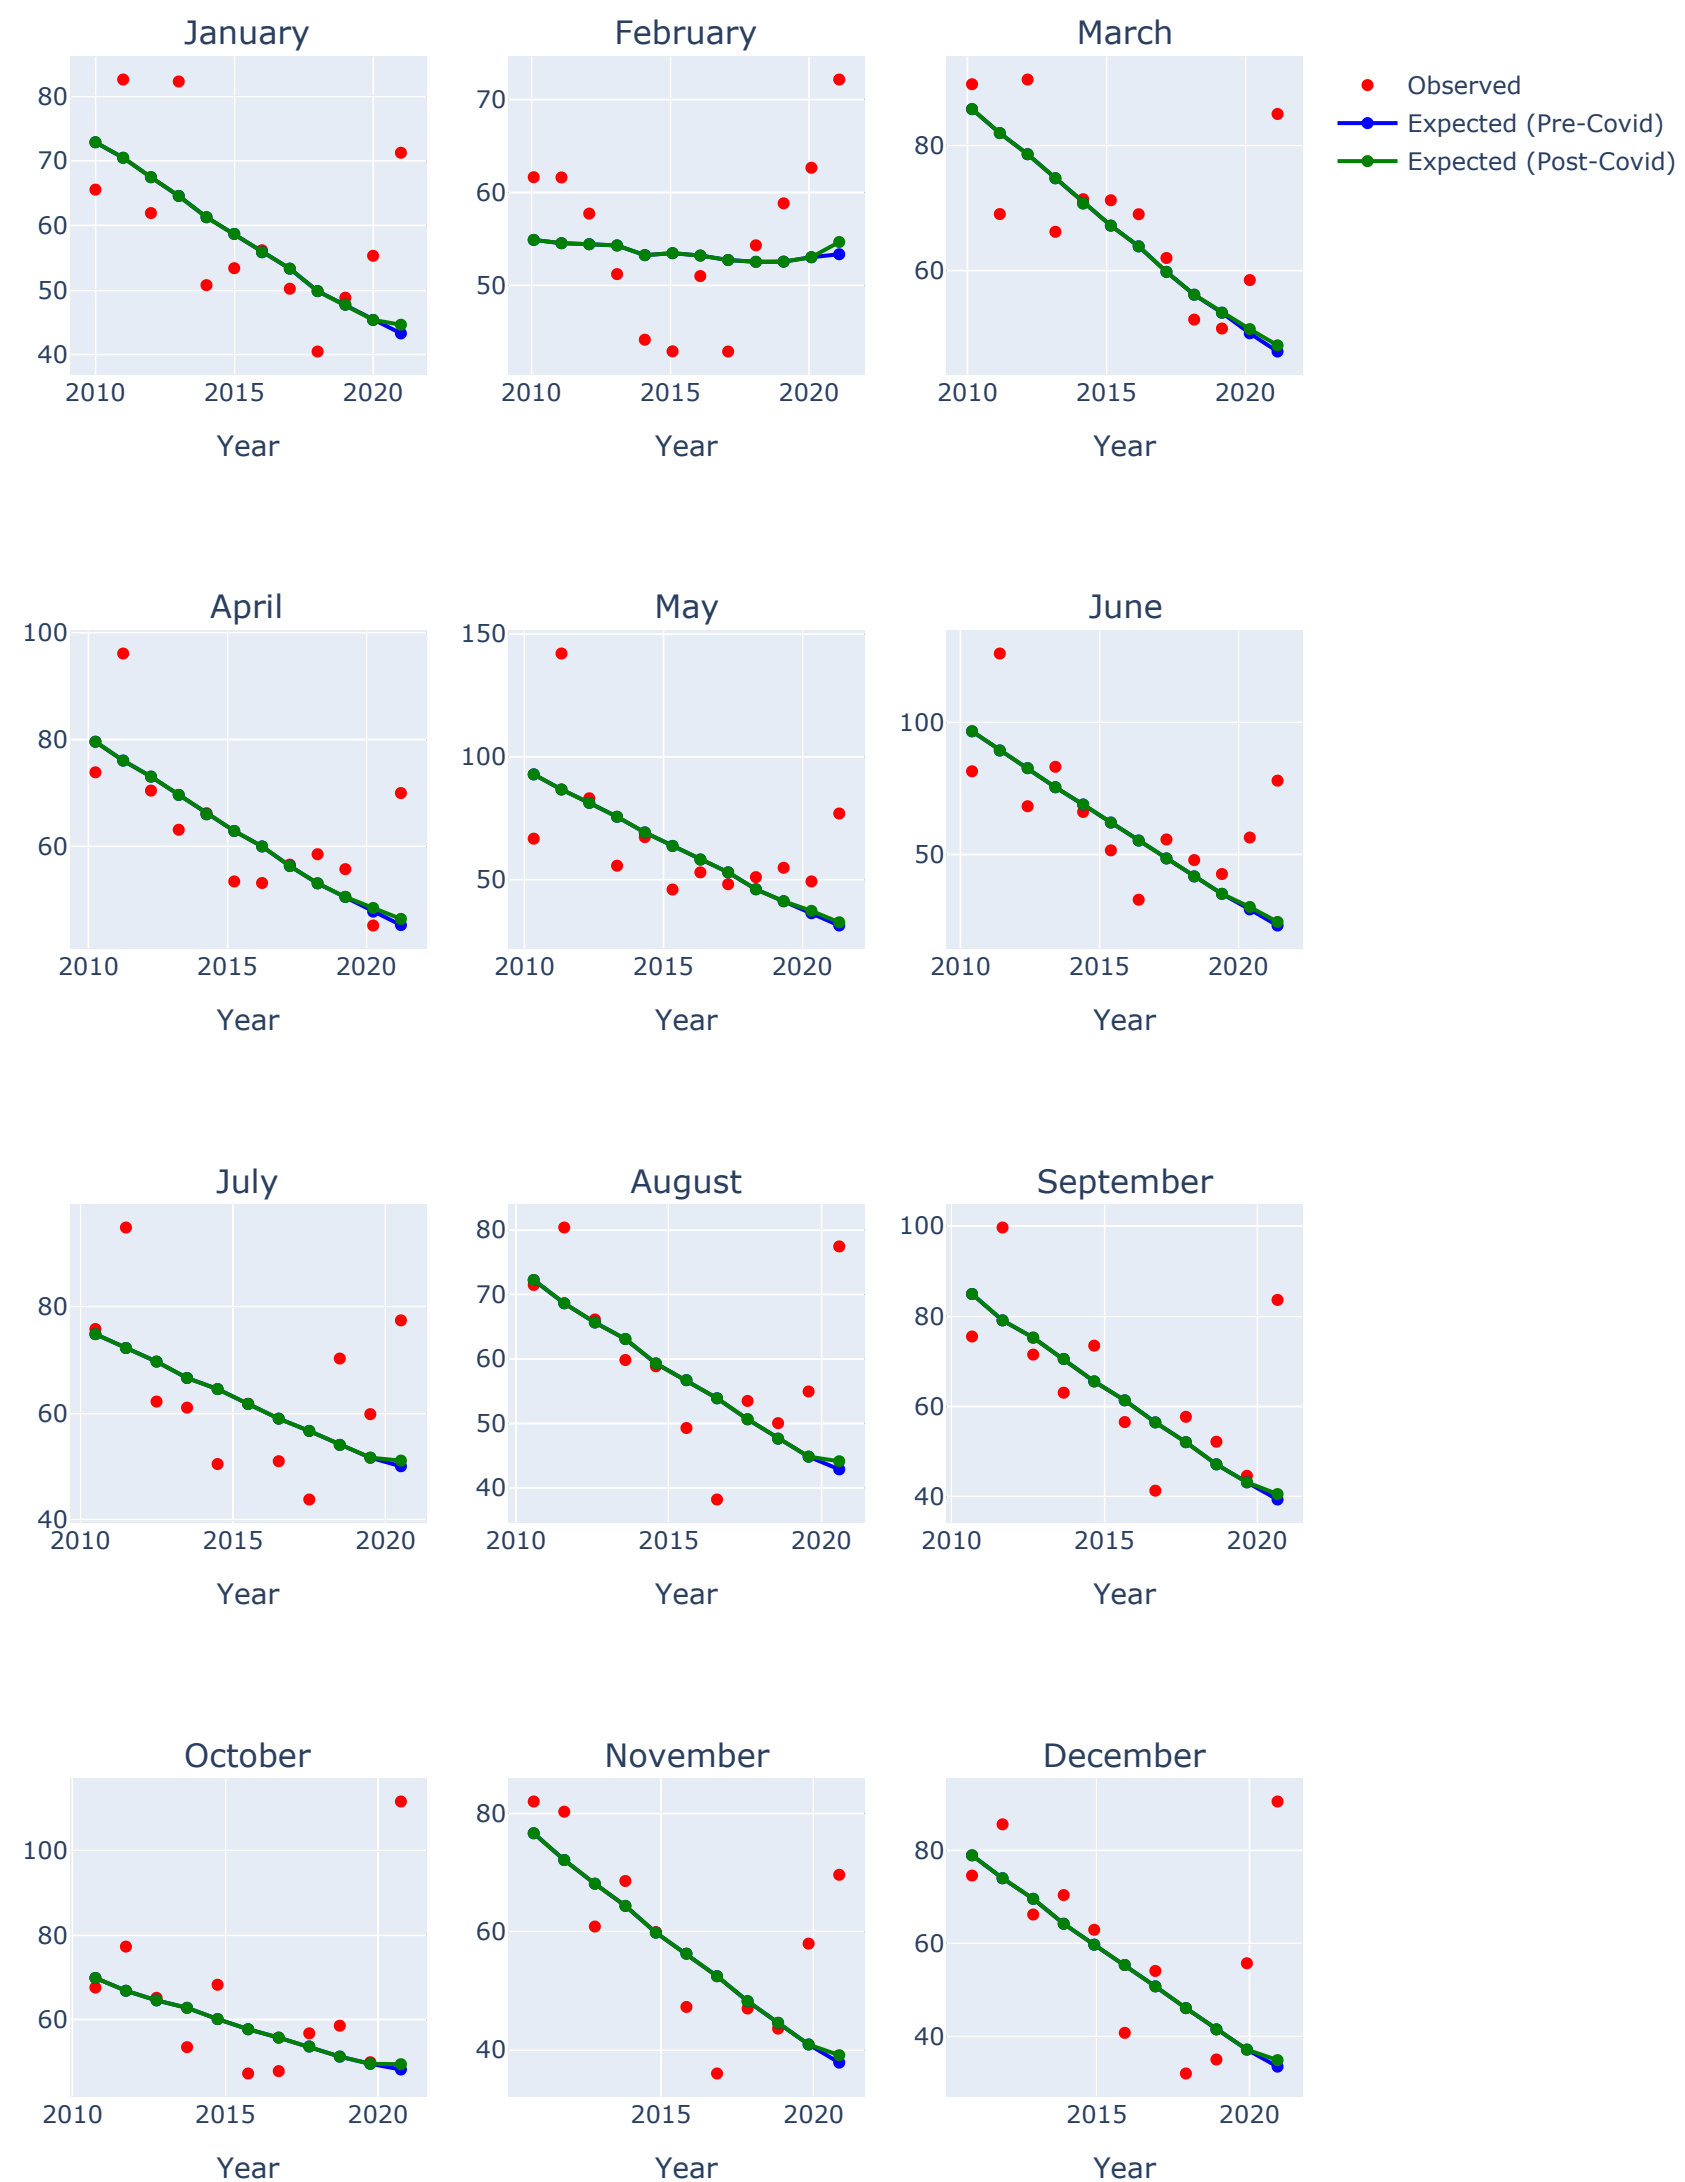 January
February
March
80
70
60
50
40
2010
2015
2020
Year
70
60
50
2010
2015
2020
Year
80
60
2010
2015
2020
Year
Observed
Expected (Pre-Covid)
Expected (Post-Covid)
April
May
June
100
80
60
2010
2015
2020
Year
150
100
50
2010
2015
2020
Year
100
50
2010
2015
2020
Year
July
August
September
80
60
40
2010
2015
2020
Year
80
70
60
50
40
2010
2015
2020
Year
100
80
60
40
2010
2015
2020
Year
October
November
December
100
80
60
2010
2015
2020
Year
80
60
40
2015
2020
Year
80
60
40
2015
2020
Year